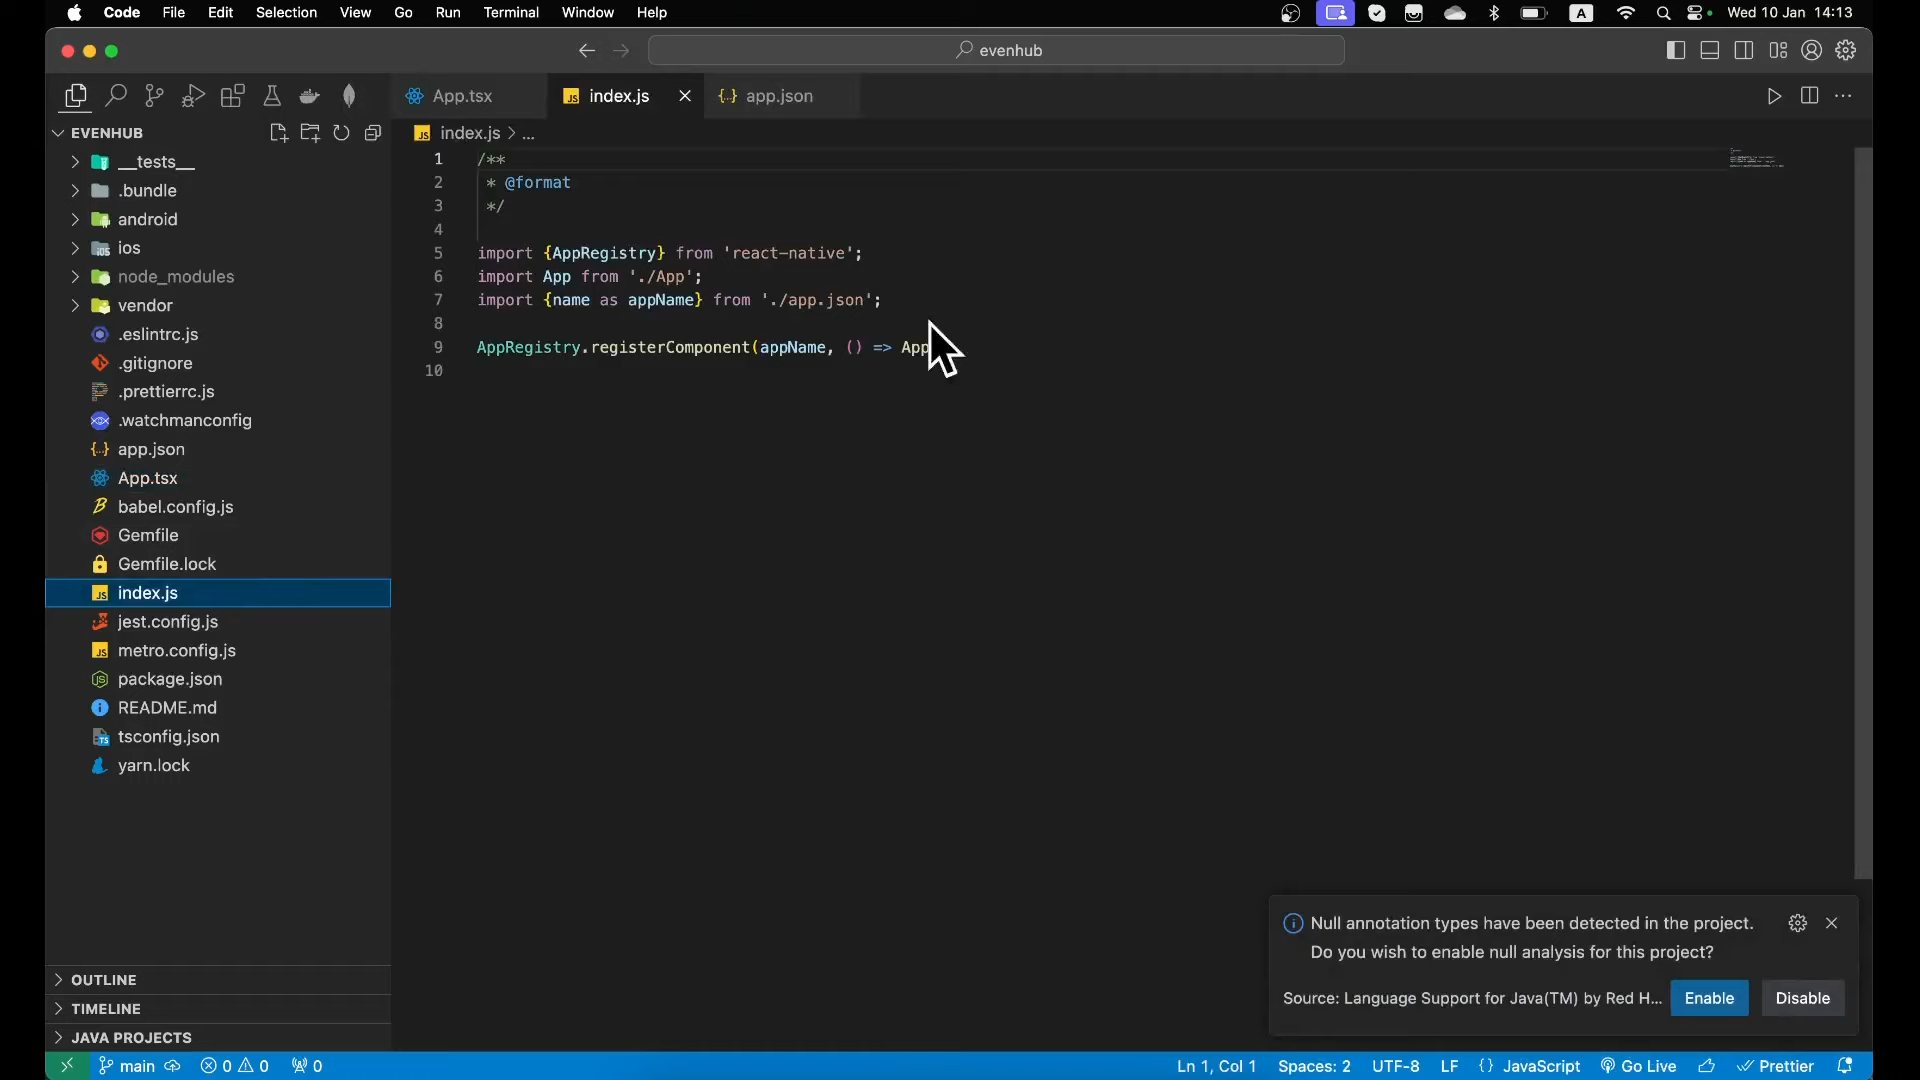 Code File Edit Selection View Go Run Terminal Window Help
A
Wed 10 Jan 14:13
evenhub
App.tsx
index.js
app.json
EVENHUB
index.js > ...
__tests__
.bundle
android
ios
node_modules
vendor
.eslintrc.js
.gitignore
.prettierrc.js
.watchmanconfig
app.json
App.tsx
babel.config.js
Gemfile
Gemfile.lock
index.js
jest.config.js
metro.config.js
package.json
README.md
tsconfig.json
yarn.lock
OUTLINE
TIMELINE
JAVA PROJECTS
1 /**
2 * @format
3 */
4
5 import {AppRegistry} from 'react-native';
6 import App from './App';
7 import {name as appName} from './app.json';
8
9 AppRegistry.registerComponent(appName, () => App
10
Null annotation types have been detected in the project.
Do you wish to enable null analysis for this project?
Source: Language Support for Java(TM) by Red H...
Enable
Disable
main 0 0 0
Ln 1, Col 1 Spaces: 2 UTF-8 LF {} JavaScript Go Live Prettier